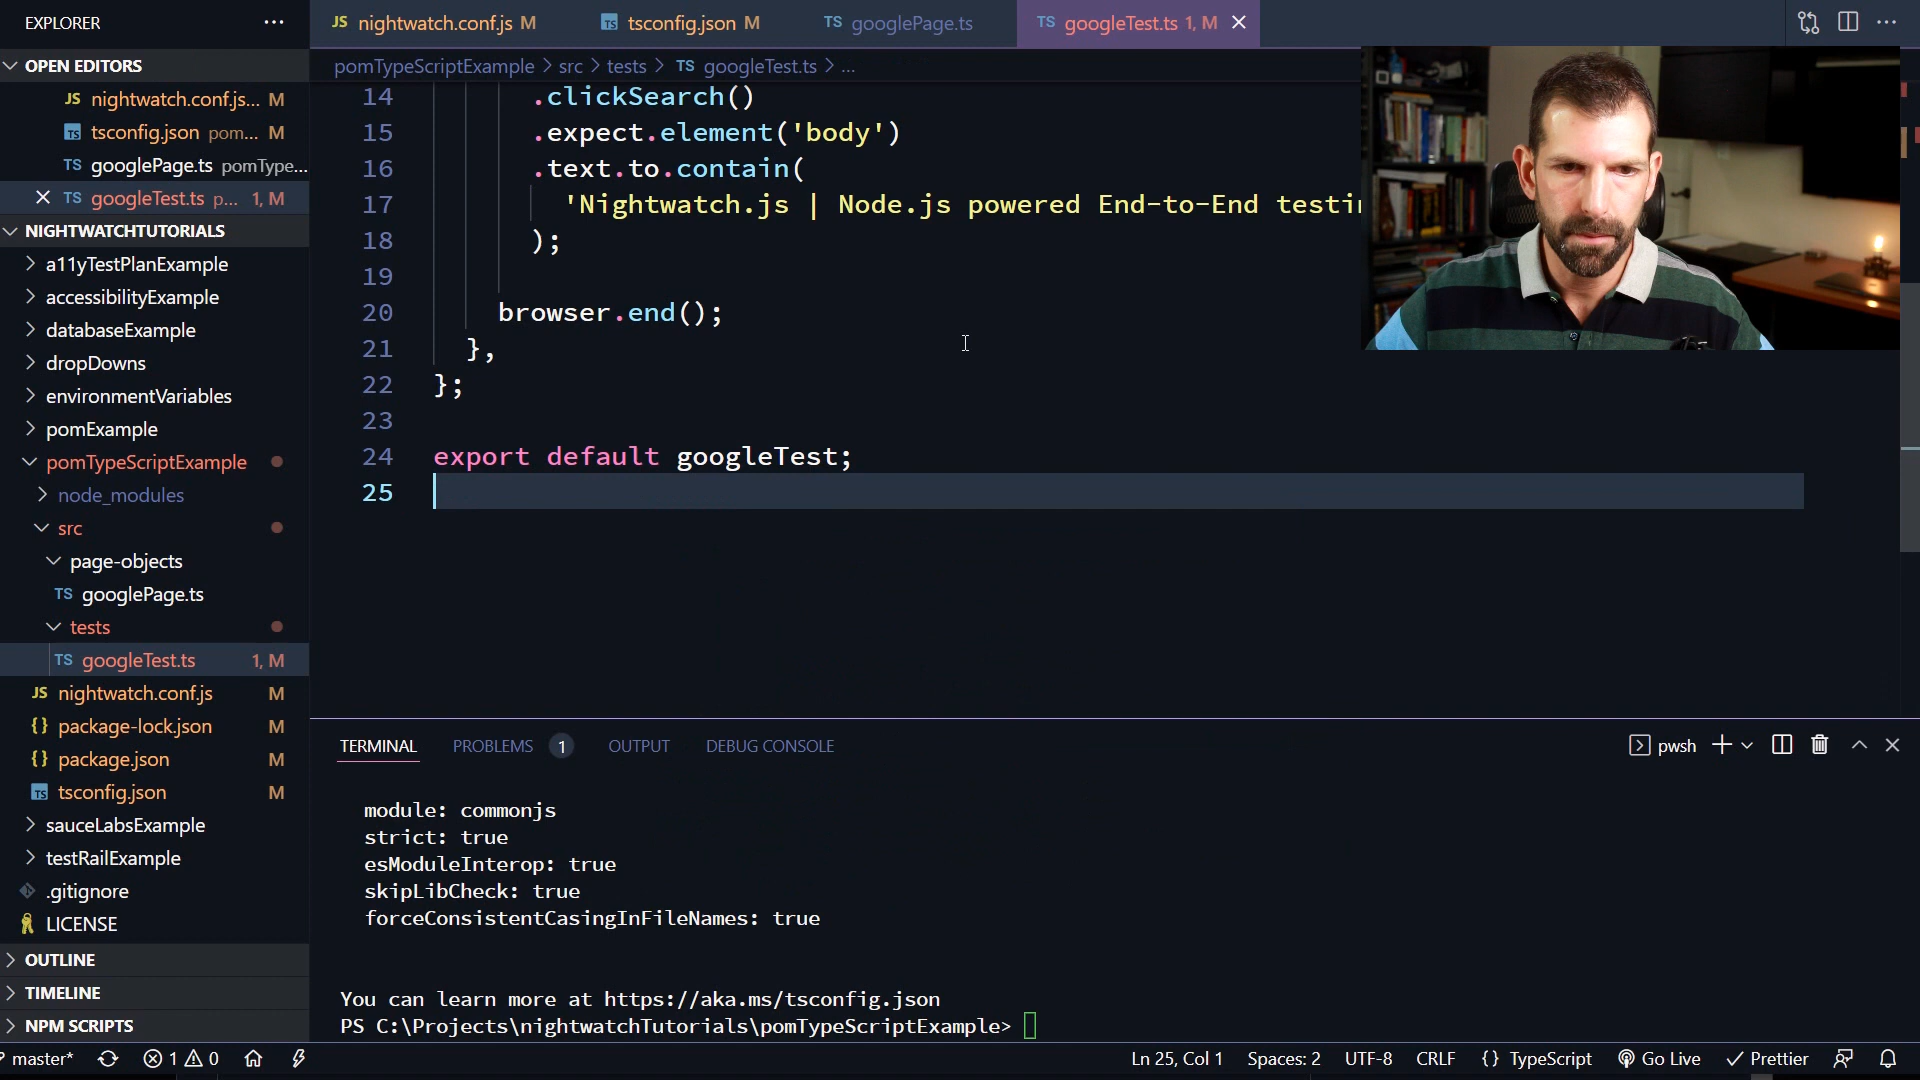 EXPLORER
OPEN EDITORS
JS nightwatch.conf.js... M
TS tsconfig.json pom... M
TS googlePage.ts pomType...
TS googleTest.ts p... 1, M
NIGHTWATCHTUTORIALS
a11yTestPlanExample
accessibilityExample
databaseExample
dropDowns
environmentVariables
pomExample
pomTypeScriptExample
node_modules
src
page-objects
TS googlePage.ts
tests
TS googleTest.ts 1, M
JS nightwatch.conf.js M
{} package-lock.json M
{} package.json M
TS tsconfig.json M
sauceLabsExample
testRailExample
.gitignore
LICENSE
OUTLINE
TIMELINE
NPM SCRIPTS
JS nightwatch.conf.js M
TS tsconfig.json M
TS googlePage.ts
TS googleTest.ts 1, M
pomTypeScriptExample > src > tests > TS googleTest.ts > ...
14 .clickSearch()
15 .expect.element('body')
16 .text.to.contain(
17 'Nightwatch.js | Node.js powered End-to-End testin
18 );
19
20 browser.end();
21 },
22 };
23
24 export default googleTest;
25
TERMINAL PROBLEMS 1 OUTPUT DEBUG CONSOLE
pwsh
module: commonjs
strict: true
esModuleInterop: true
skipLibCheck: true
forceConsistentCasingInFileNames: true
You can learn more at https://aka.ms/tsconfig.json
PS C:\Projects\nightwatchTutorials\pomTypeScriptExample>
master* 1 0
Ln 25, Col 1 Spaces: 2 UTF-8 CRLF {} TypeScript Go Live Prettier